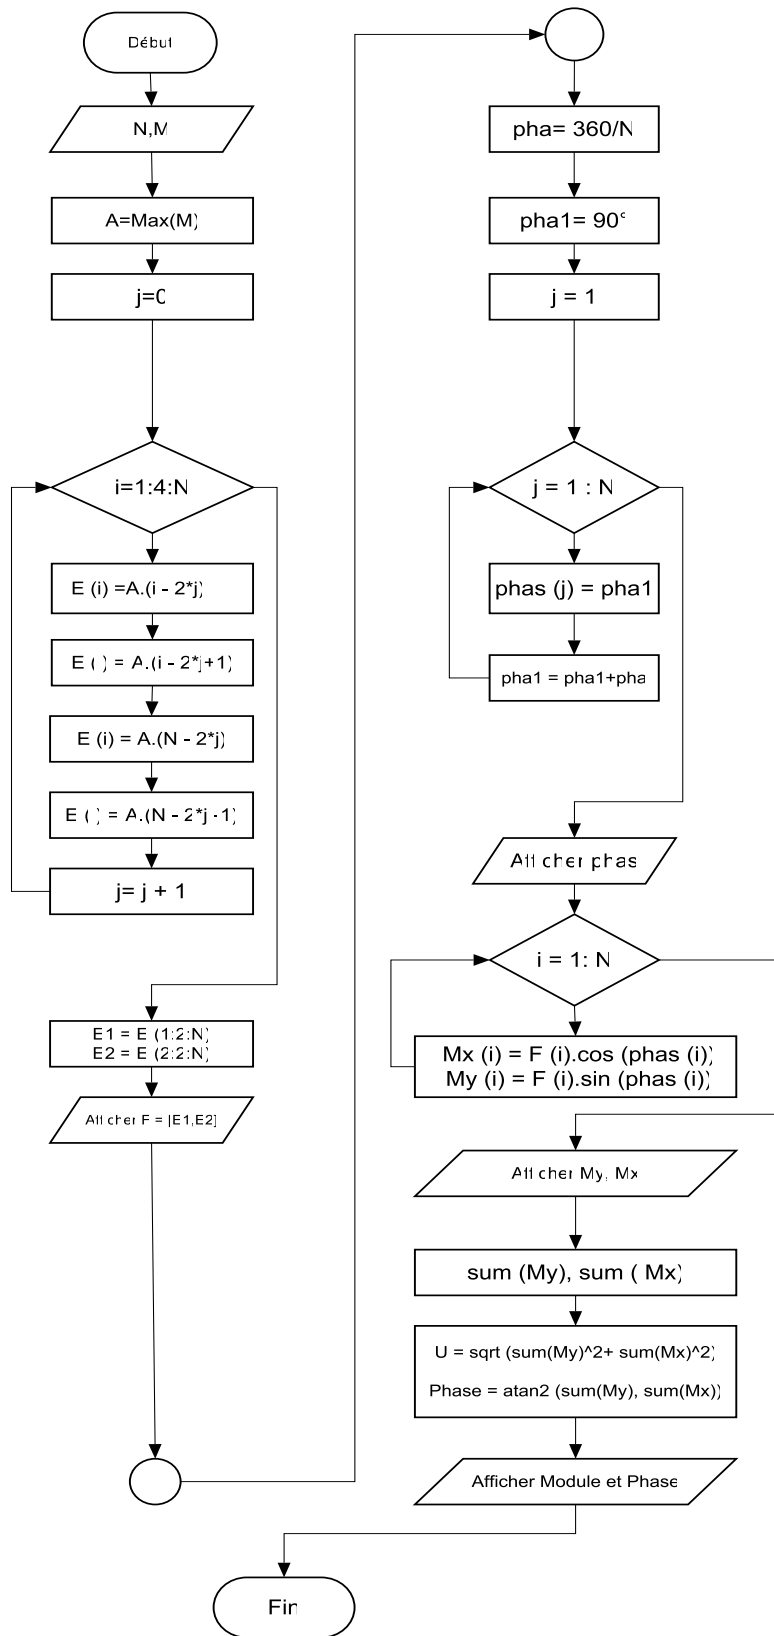 Début
N,M
A=Max(M)
j=0
i=1:4:N
E (i) =A.(i - 2*j)
E ( ) = A.(i - 2*j+1)
E (i) = A.(N - 2*j)
E ( ) = A.(N - 2*j -1)
j= j + 1
E1 = E (1:2:N)
E2 = E (2:2:N)
Afficher F = [E1,E2]
pha= 360/N
pha1= 90°
j = 1
j = 1 : N
phas (j) = pha1
pha1 = pha1+pha
Afficher phas
i = 1: N
Mx (i) = F (i).cos (phas (i))
My (i) = F (i).sin (phas (i))
Afficher My, Mx
sum (My), sum ( Mx)
U = sqrt (sum(My)^2+ sum(Mx)^2)
Phase = atan2 (sum(My), sum(Mx))
Afficher Module et Phase
Fin